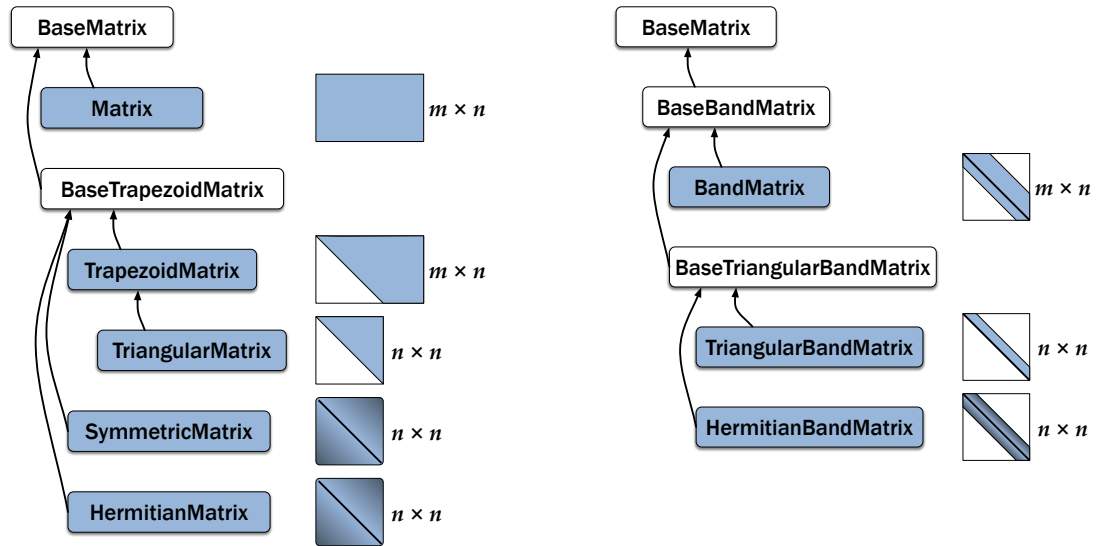 BaseMatrix
Matrix
m × n
BaseTrapezoidMatrix
TrapezoidMatrix
m × n
TriangularMatrix
n × n
SymmetricMatrix
n × n
HermitianMatrix
n × n
BaseMatrix
BaseBandMatrix
BandMatrix
m × n
BaseTriangularBandMatrix
TriangularBandMatrix
n × n
HermitianBandMatrix
n × n